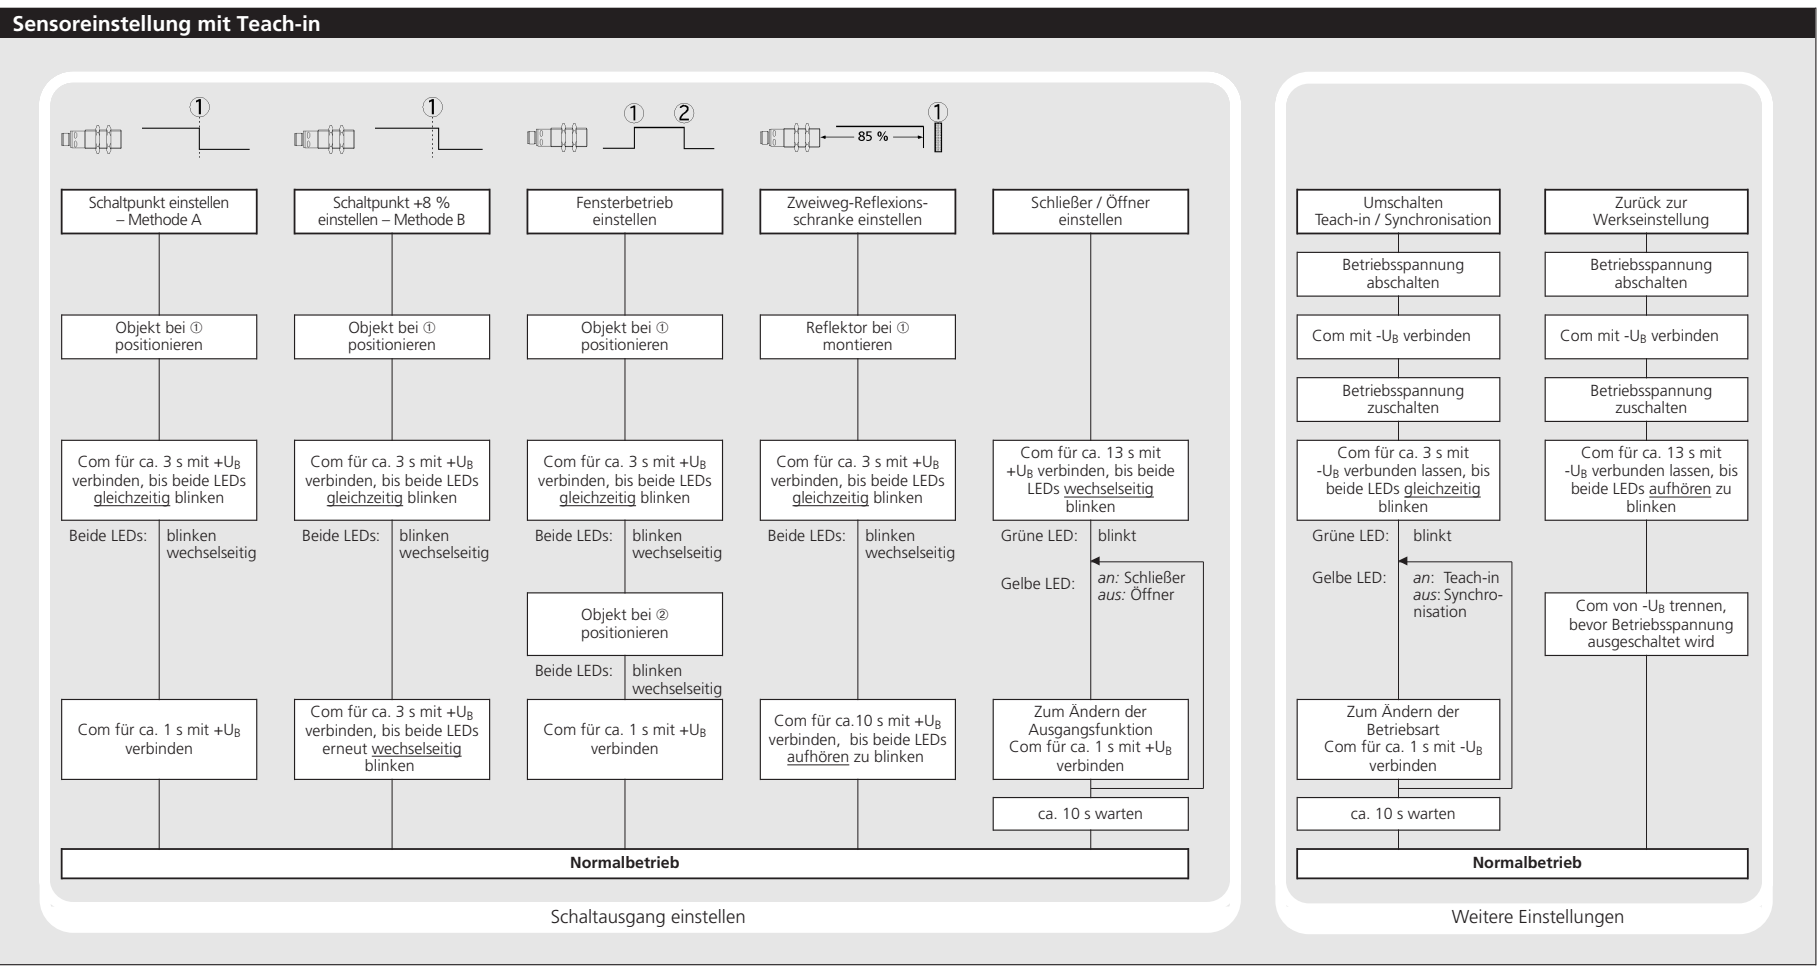 Sensoreinstellung mit Teach-in
①
Schaltpunkt einstellen
– Methode A
Objekt bei ①
positionieren
Com für ca. 3 s mit +UB
verbinden, bis beide LEDs
gleichzeitig blinken
Beide LEDs: blinken
wechselseitig
Com für ca. 1 s mit +UB
verbinden
①
Schaltpunkt +8 %
einstellen – Methode B
Objekt bei ①
positionieren
Com für ca. 3 s mit +UB
verbinden, bis beide LEDs
gleichzeitig blinken
Beide LEDs: blinken
wechselseitig
Com für ca. 3 s mit +UB
verbinden, bis beide LEDs
erneut wechselseitig
blinken
① ②
Fensterbetrieb
einstellen
Objekt bei ①
positionieren
Com für ca. 3 s mit +UB
verbinden, bis beide LEDs
gleichzeitig blinken
Beide LEDs: blinken
wechselseitig
Objekt bei ②
positionieren
Beide LEDs: blinken
wechselseitig
Com für ca. 1 s mit +UB
verbinden
①
85 %
Zweiweg-Reflexions-
schranke einstellen
Reflektor bei ①
montieren
Com für ca. 3 s mit +UB
verbinden, bis beide LEDs
gleichzeitig blinken
Beide LEDs: blinken
wechselseitig
Com für ca.10 s mit +UB
verbinden, bis beide LEDs
aufhören zu blinken
Schließer / Öffner
einstellen
Com für ca. 13 s mit
+UB verbinden, bis beide
LEDs wechselseitig
blinken
Grüne LED: blinkt
Gelbe LED: an: Schließer
aus: Öffner
Zum Ändern der
Ausgangsfunktion
Com für ca. 1 s mit +UB
verbinden
ca. 10 s warten
Normalbetrieb
Schaltausgang einstellen
Umschalten
Teach-in / Synchronisation
Betriebsspannung
abschalten
Com mit -UB verbinden
Betriebsspannung
zuschalten
Com für ca. 3 s mit
-UB verbunden lassen, bis
beide LEDs gleichzeitig
blinken
Grüne LED: blinkt
Gelbe LED: an: Teach-in
aus: Synchro-
nisation
Zum Ändern der
Betriebsart
Com für ca. 1 s mit -UB
verbinden
ca. 10 s warten
Zurück zur
Werkseinstellung
Betriebsspannung
abschalten
Com mit -UB verbinden
Betriebsspannung
zuschalten
Com für ca. 13 s mit
-UB verbunden lassen, bis
beide LEDs aufhören zu
blinken
Com von -UB trennen,
bevor Betriebsspannung
ausgeschaltet wird
Normalbetrieb
Weitere Einstellungen